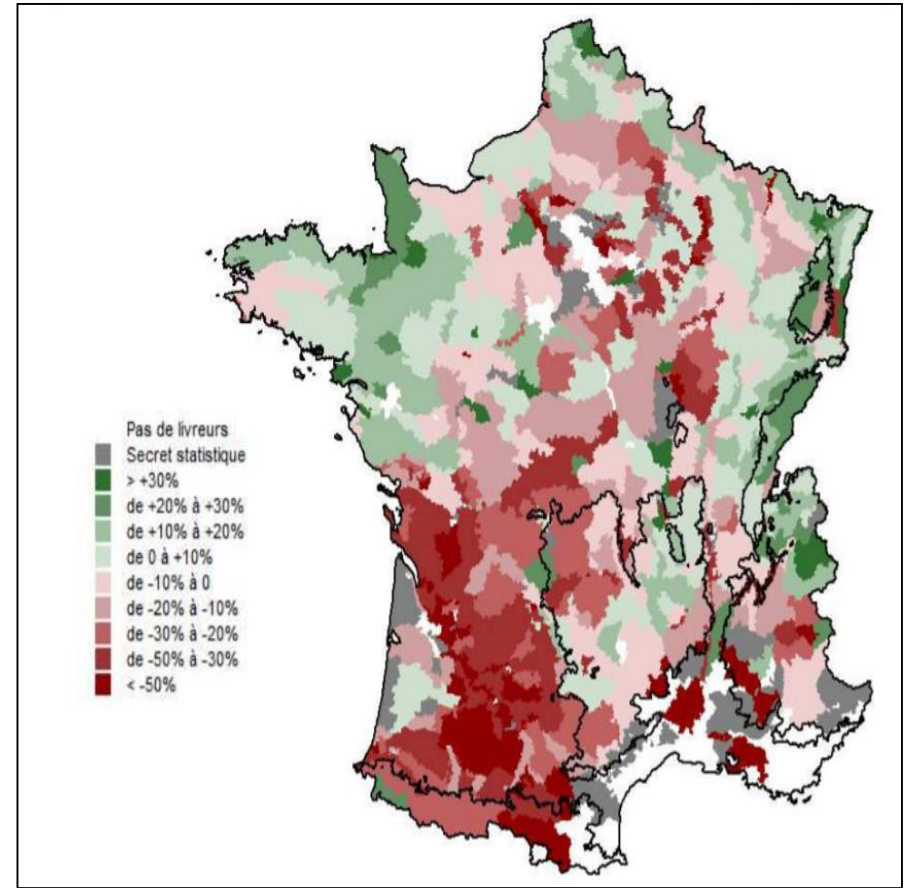 Pas de livreurs
Secret statistique
> +30%
de +20% à +30%
de +10% à +20%
de 0 à +10%
de -10% à 0
de -20% à -10%
de -30% à -20%
de -50% à -30%
< -50%